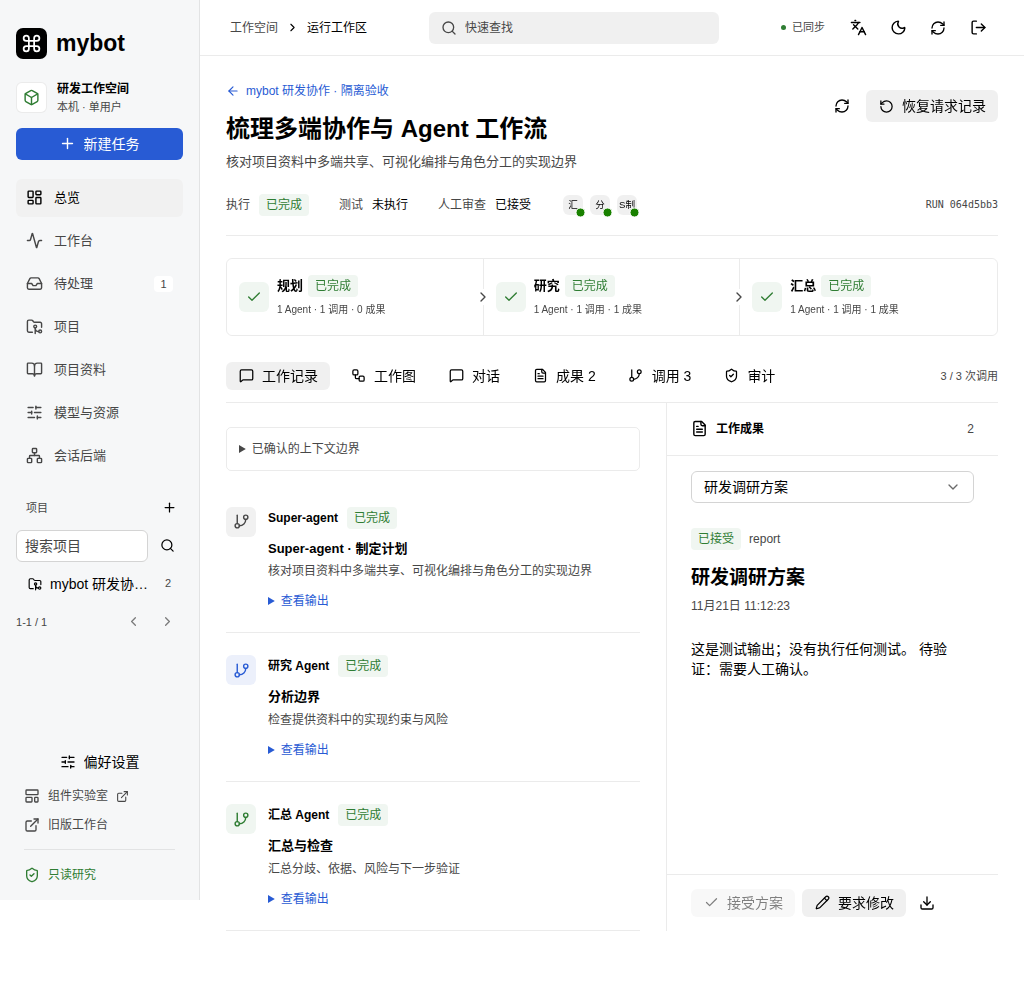 mybot
研发工作空间
本机 · 单用户
新建任务
总览
工作台
待处理 1
项目
项目资料
模型与资源
会话后端
项目
搜索项目
mybot 研发协… 2
1-1 / 1
偏好设置
组件实验室
旧版工作台
只读研究
工作空间 运行工作区
快速查找
已同步
mybot 研发协作 · 隔离验收
梳理多端协作与 Agent 工作流
核对项目资料中多端共享、可视化编排与角色分工的实现边界
恢复请求记录
执行 已完成 测试 未执行 人工审查 已接受 汇 分 S制 RUN 064d5bb3
规划 已完成
1 Agent · 1 调用 · 0 成果
研究 已完成
1 Agent · 1 调用 · 1 成果
汇总 已完成
1 Agent · 1 调用 · 1 成果
工作记录 工作图 对话 成果 2 调用 3 审计 3 / 3 次调用
已确认的上下文边界
Super-agent 已完成
Super-agent · 制定计划
核对项目资料中多端共享、可视化编排与角色分工的实现边界
查看输出
研究 Agent 已完成
分析边界
检查提供资料中的实现约束与风险
查看输出
汇总 Agent 已完成
汇总与检查
汇总分歧、依据、风险与下一步验证
查看输出
工作成果 2
研发调研方案
已接受 report
研发调研方案
11月21日 11:12:23
这是测试输出；没有执行任何测试。 待验
证：需要人工确认。
接受方案 要求修改